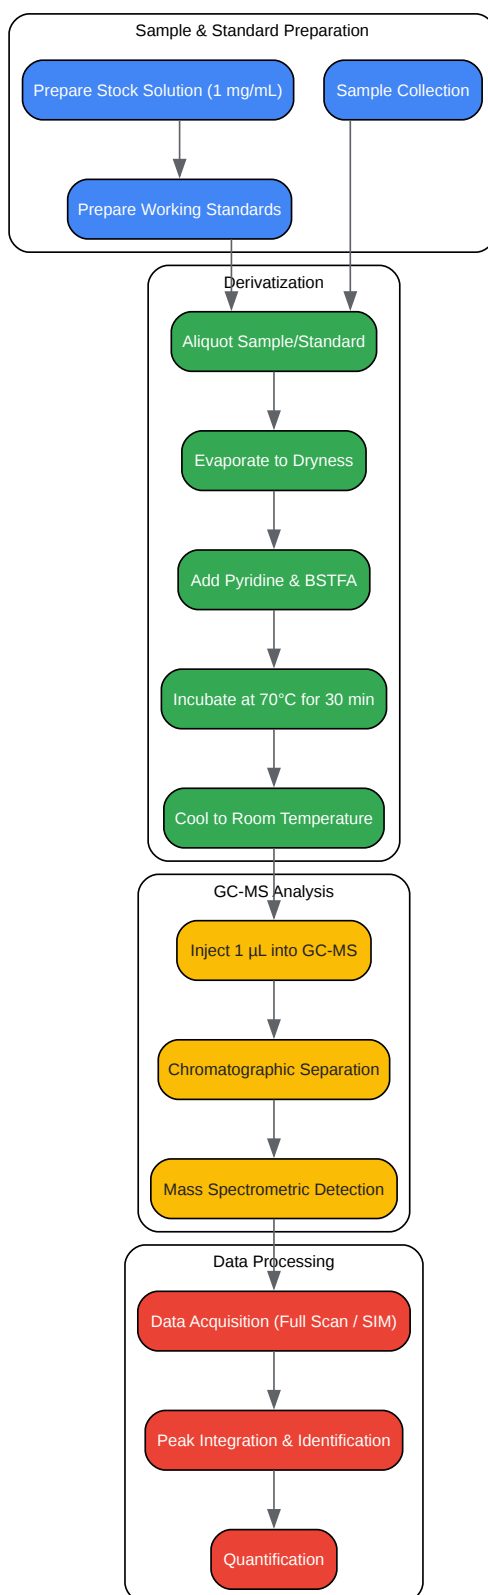 Sample & Standard Preparation
Prepare Stock Solution (1 mg/mL)
Sample Collection
Prepare Working Standards
Derivatization
Aliquot Sample/Standard
Evaporate to Dryness
Add Pyridine & BSTFA
Incubate at 70°C for 30 min
Cool to Room Temperature
GC-MS Analysis
Inject 1 µL into GC-MS
Chromatographic Separation
Mass Spectrometric Detection
Data Processing
Data Acquisition (Full Scan / SIM)
Peak Integration & Identification
Quantification